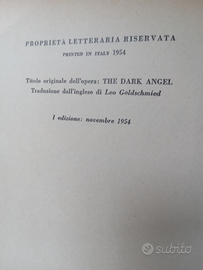 PROPRIETÀ LETTERARIA RISERVATA
PRINTED IN ITALY 1954
Titolo originale dell'opera: THE DARK ANGEL
Traduzione dall'inglese di Leo Goldschmied
I edizione: novembre 1954
subito